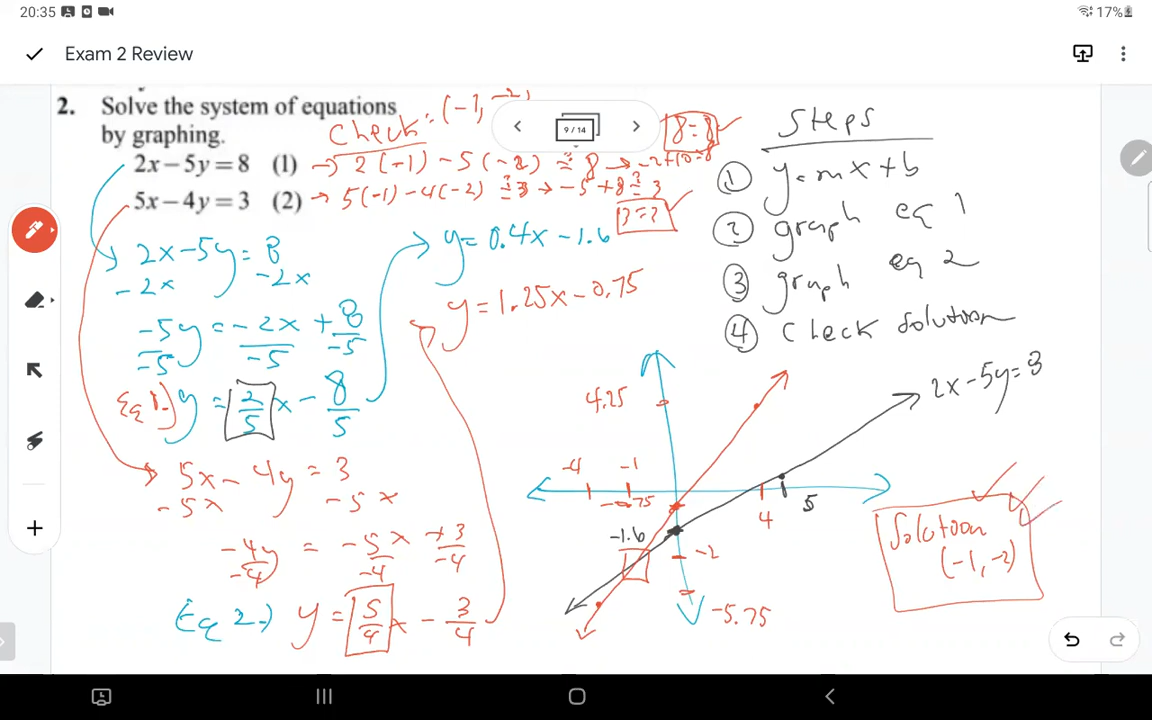 20:35
17%
Exam 2 Review
2. Solve the system of equations
by graphing.
Check: (-1, -2)
9 / 14
2x - 5y = 8 (1) → 2(-1) - 5(-2) ≟ 8 → -2+10=8
8=8 ✓
5x - 4y = 3 (2) → 5(-1) - 4(-2) ≟ 3 → -5 + 8 ≟ 3
3=3 ✓
2x - 5y = 8
-2x -2x
-5y = -2x + 8
-5 -5 -5
(Eq 1.) y = 2/5 x - 8/5
y = 0.4x - 1.6
y = 1.25x - 0.75
5x - 4y = 3
-5x -5x
-4y = -5x + 3
-4 -4 -4
(Eq 2.) y = 5/4 x - 3/4
Steps
① y = mx + b
② graph eq 1
③ graph eq 2
④ Check solution
2x - 5y = 8
4.25
-4 -1
-0.75
4 5
-1.6
-2
-5.75
Solution
(-1, -2)